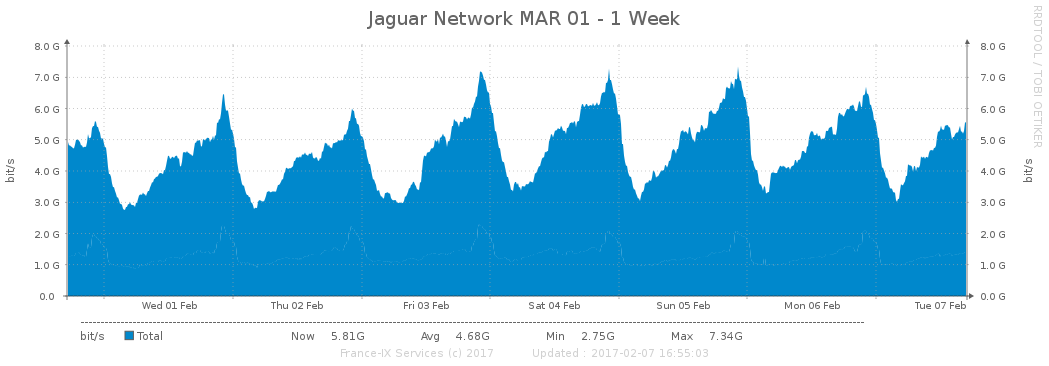 Jaguar Network MAR 01 - 1 Week
RRDTOOL / TOBI OETIKER
bit/s
8.0 G 8.0 G
7.0 G 7.0 G
6.0 G 6.0 G
5.0 G 5.0 G
4.0 G 4.0 G
3.0 G 3.0 G
2.0 G 2.0 G
1.0 G 1.0 G
0.0 0.0 G
bit/s
Wed 01 Feb Thu 02 Feb Fri 03 Feb Sat 04 Feb Sun 05 Feb Mon 06 Feb Tue 07 Feb
bit/s Total Now 5.81G Avg 4.68G Min 2.75G Max 7.34G
France-IX Services (c) 2017 Updated : 2017-02-07 16:55:03